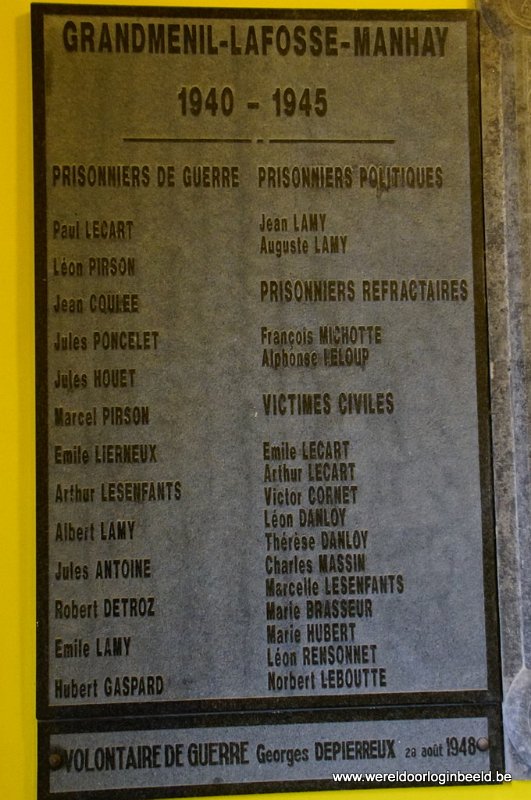 GRANDMENIL-LAFOSSE-MANHAY
1940 - 1945
PRISONNIERS DE GUERRE
Paul LECART
Léon PIRSON
Jean COULEE
Jules PONCELET
Jules HOUET
Marcel PIRSON
Emile LIERNEUX
Arthur LESENFANTS
Albert LAMY
Jules ANTOINE
Robert DETROZ
Emile LAMY
Hubert GASPARD
PRISONNIERS POLITIQUES
Jean LAMY
Auguste LAMY
PRISONNIERS REFRACTAIRES
François MICHOTTE
Alphonse HELOUP
VICTIMES CIVILES
Emile LECART
Arthur LECART
Victor CORNET
Léon DANLOY
Thérèse DANLOY
Charles MASSIN
Marcelle LESENFANTS
Marie BRASSEUR
Marie HUBERT
Léon RENSONNET
Norbert LEBOUTTE
VOLONTAIRE DE GUERRE Georges DEPIERREUX 28 août 1948
www.wereldoorloginbeeld.be